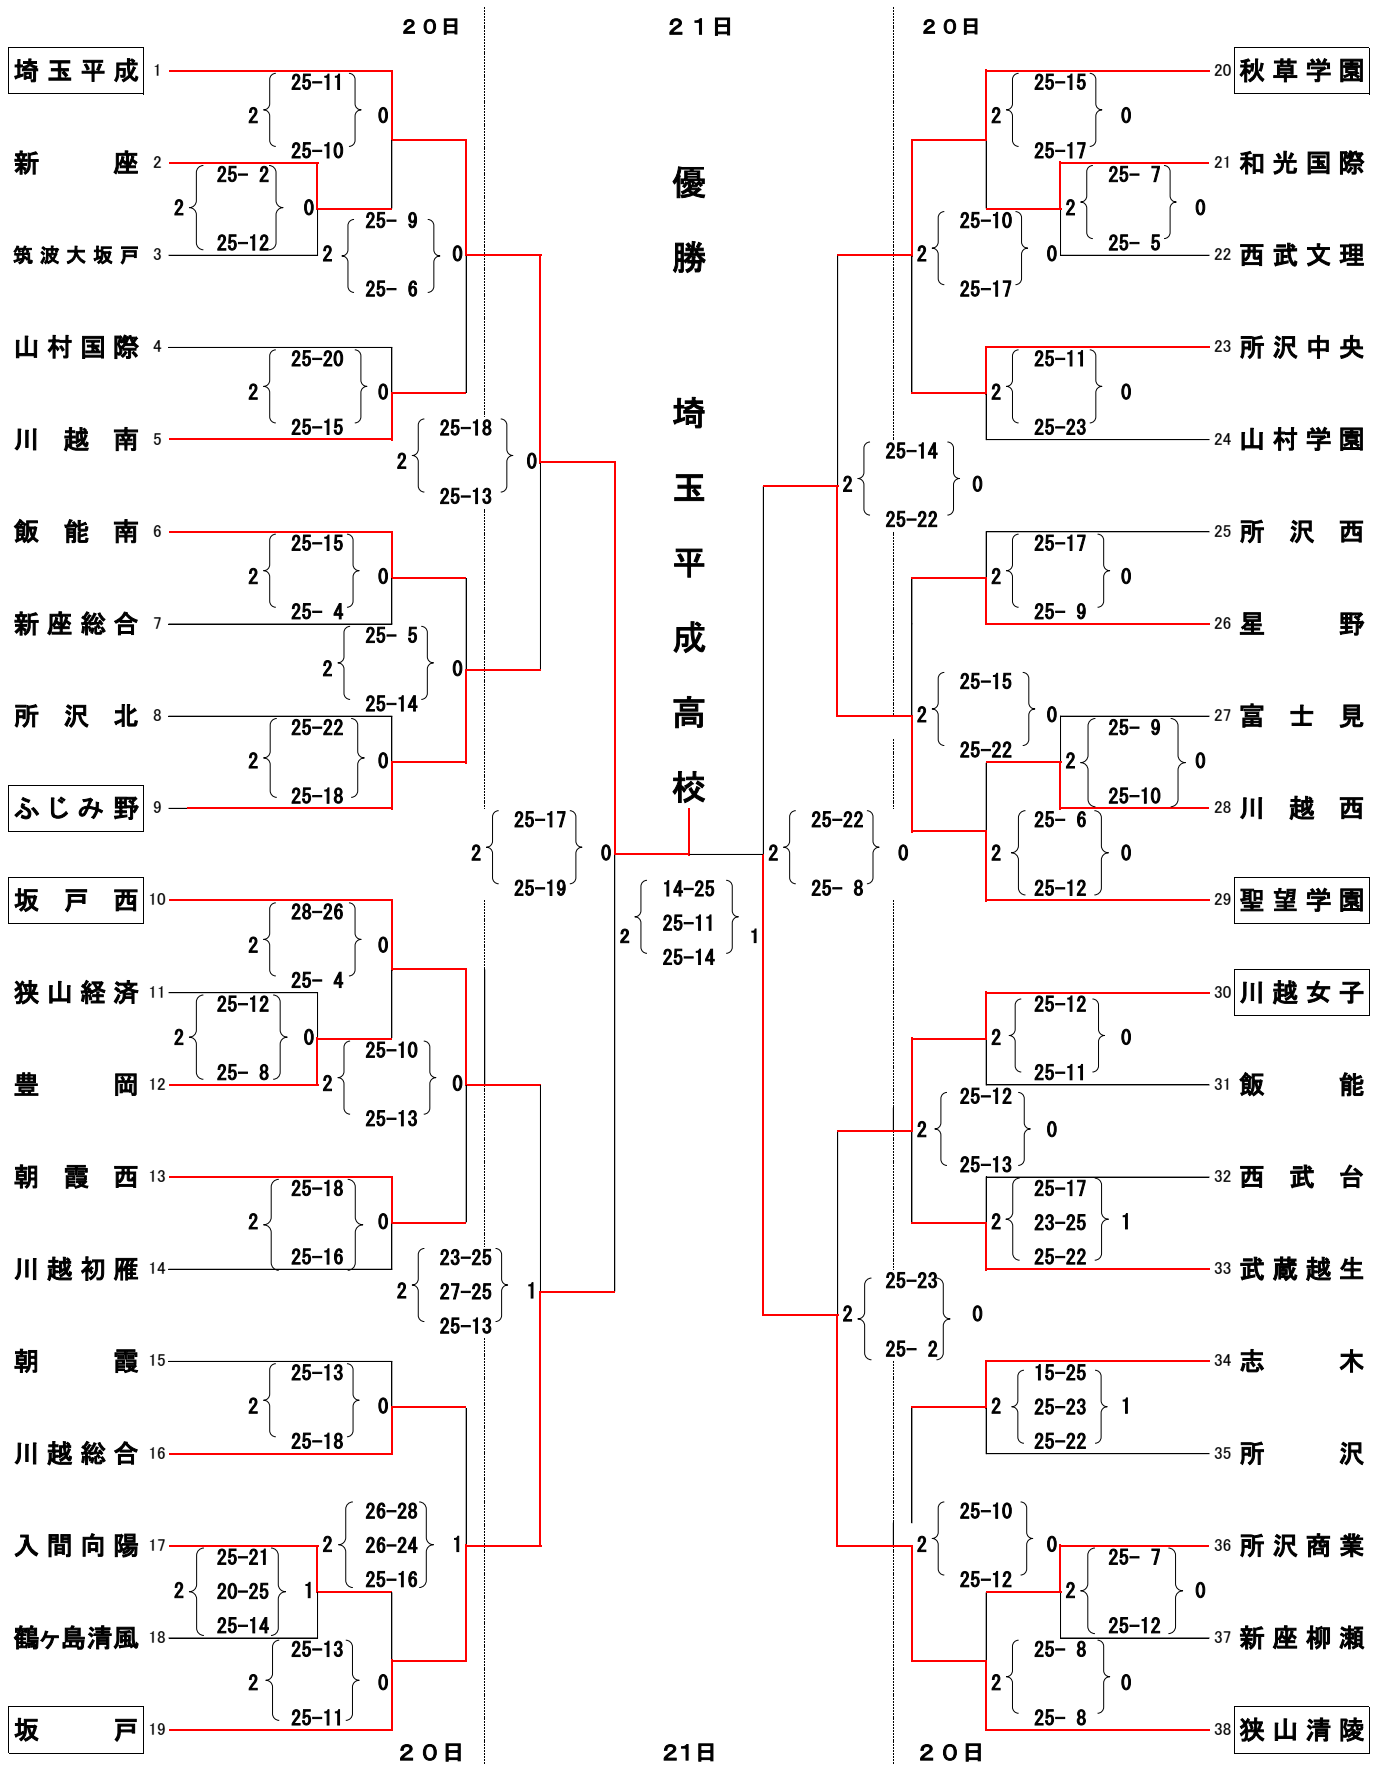 20日 21日 20日
埼玉平成 1
新座 2
筑波大坂戸 3
山村国際 4
川越南 5
飯能南 6
新座総合 7
所沢北 8
ふじみ野 9
坂戸西 10
狭山経済 11
豊岡 12
朝霞西 13
川越初雁 14
朝霞 15
川越総合 16
入間向陽 17
鶴ヶ島清風 18
坂戸 19
2 25-11 0
25-10
2 25- 2 0
25-12
2 25- 9 0
25- 6
2 25-20 0
25-15
2 25-18 0
25-13
2 25-15 0
25- 4
2 25- 5 0
25-14
2 25-22 0
25-18
2 25-17 0
25-19
2 28-26 0
25- 4
2 25-12 0
25- 8
2 25-10 0
25-13
2 25-18 0
25-16
23-25
2 27-25 1
25-13
2 25-13 0
25-18
26-28
2 26-24 1
25-16
25-21
2 20-25 1
25-14
2 25-13 0
25-11
優勝
埼玉平成高校
14-25
2 25-11 1
25-14
20 秋草学園
21 和光国際
22 西武文理
23 所沢中央
24 山村学園
25 所沢西
26 星野
27 富士見
28 川越西
29 聖望学園
30 川越女子
31 飯能
32 西武台
33 武蔵越生
34 志木
35 所沢
36 所沢商業
37 新座柳瀬
38 狭山清陵
2 25-15 0
25-17
2 25- 7 0
25- 5
2 25-10 0
25-17
2 25-11 0
25-23
2 25-14 0
25-22
2 25-17 0
25- 9
2 25-15 0
25-22
2 25- 9 0
25-10
2 25-22 0
25- 8
2 25- 6 0
25-12
2 25-12 0
25-11
2 25-12 0
25-13
25-17
2 23-25 1
25-22
2 25-23 0
25- 2
15-25
2 25-23 1
25-22
2 25-10 0
25-12
2 25- 7 0
25-12
2 25- 8 0
25- 8
20日 21日 20日